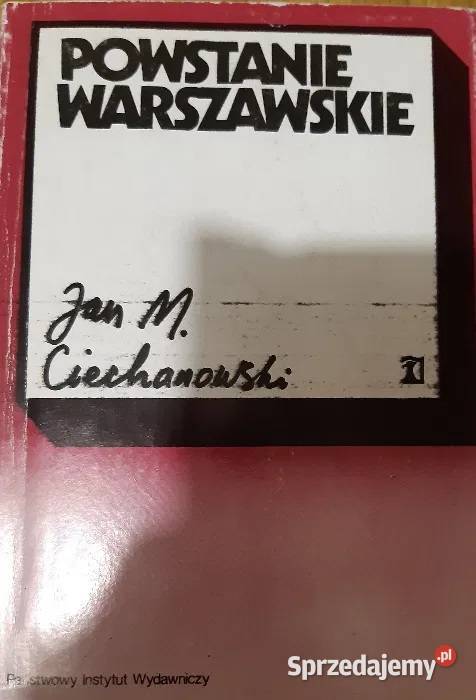 POWSTANIE
WARSZAWSKIE
Jan M.
Ciechanowski
Państwowy Instytut Wydawniczy
Sprzedajemy.pl